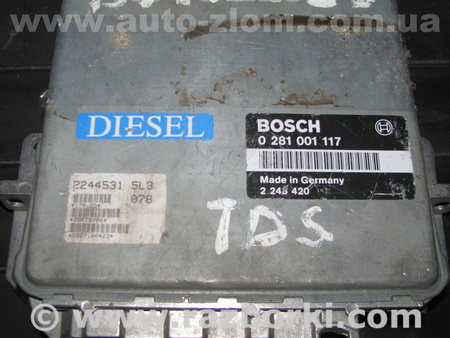 www.auto-zlom.com.ua
DIESEL
BOSCH
0 281 001 117
Made in Germany
2 245 420
2244531 5L3
078
TDS
www.razborki.com